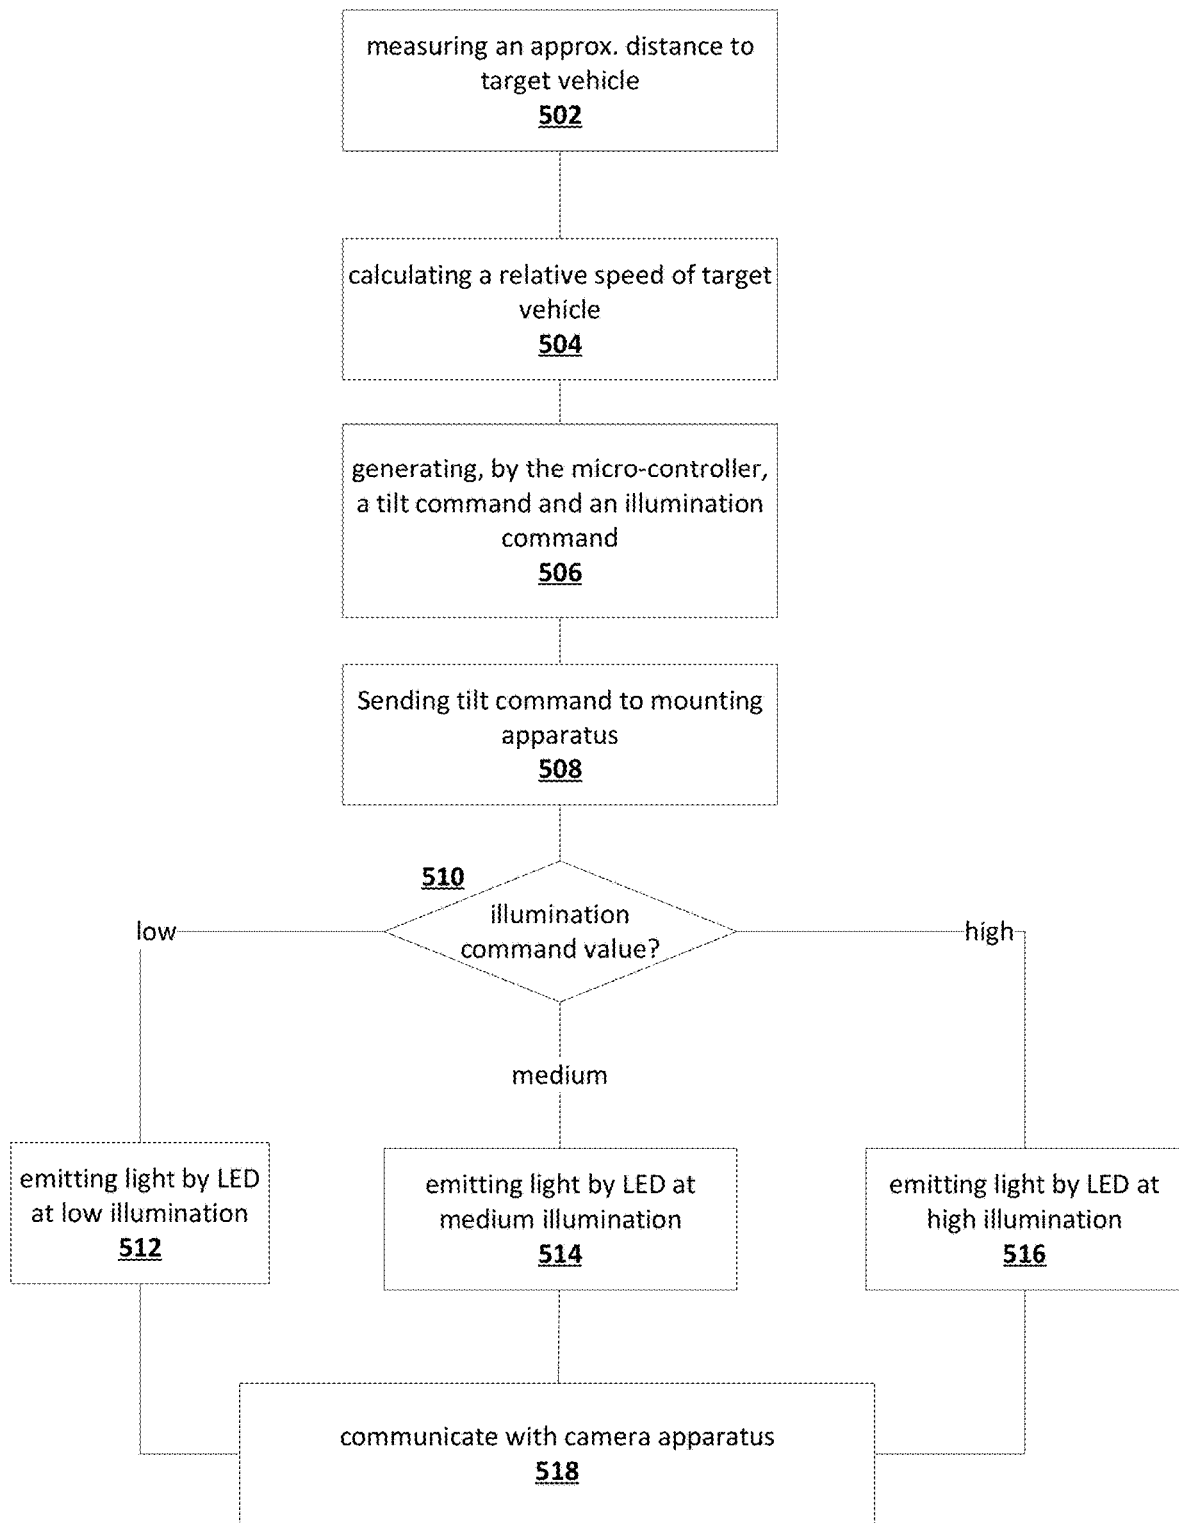 measuring an approx. distance to
target vehicle
502
calculating a relative speed of target
vehicle
504
generating, by the micro-controller,
a tilt command and an illumination
command
506
Sending tilt command to mounting
apparatus
508
510
illumination
command value?
low
high
medium
emitting light by LED
at low illumination
512
emitting light by LED at
medium illumination
514
emitting light by LED at
high illumination
516
communicate with camera apparatus
518